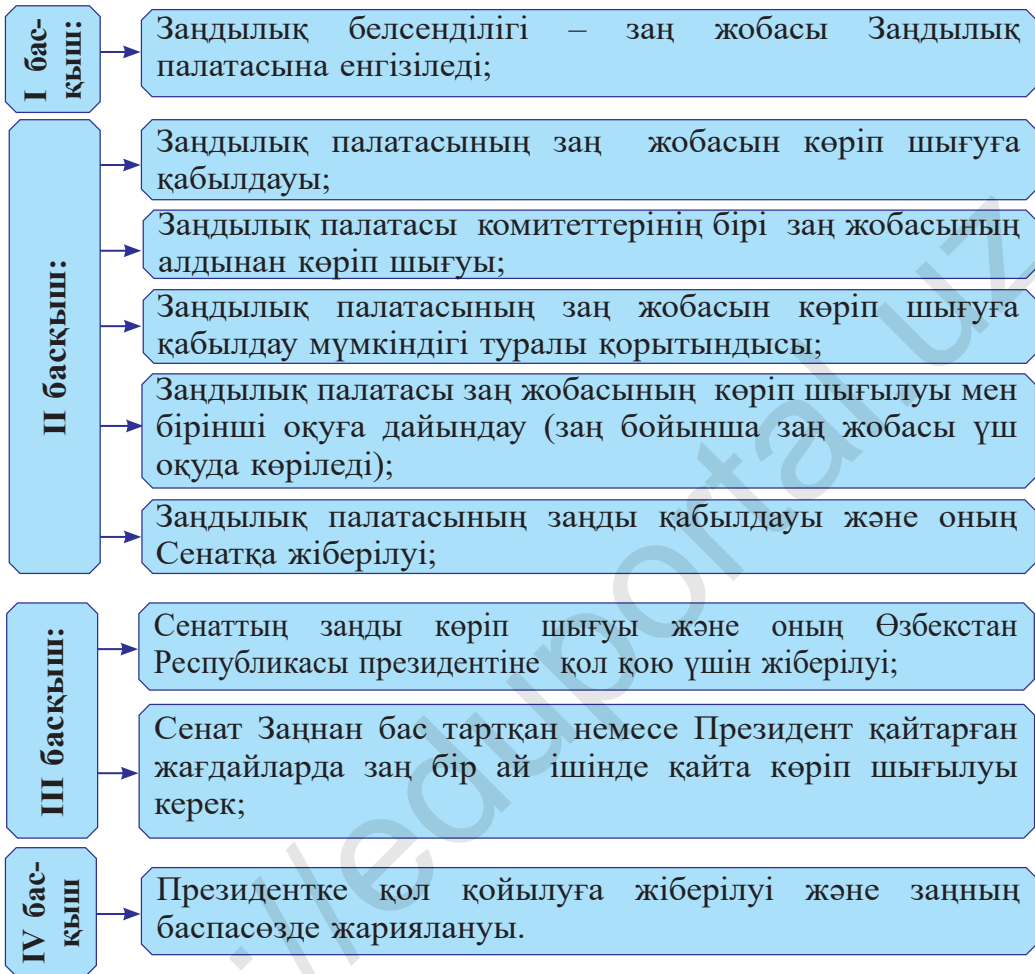 I бас-
қыш:
Заңдылық белсенділігі – заң жобасы Заңдылық
палатасына енгізіледі;
II басқыш:
Заңдылық палатасының заң жобасын көріп шығуға
қабылдауы;
Заңдылық палатасы комитеттерінің бірі заң жобасының
алдынан көріп шығуы;
Заңдылық палатасының заң жобасын көріп шығуға
қабылдау мүмкіндігі туралы қорытындысы;
Заңдылық палатасы заң жобасының көріп шығылуы мен
бірінші оқуға дайындау (заң бойынша заң жобасы үш
оқуда көріледі);
Заңдылық палатасының заңды қабылдауы және оның
Сенатқа жіберілуі;
III басқыш:
Сенаттың заңды көріп шығуы және оның Өзбекстан
Республикасы президентіне қол қою үшін жіберілуі;
Сенат Заңнан бас тартқан немесе Президент қайтарған
жағдайларда заң бір ай ішінде қайта көріп шығылуы
керек;
IV бас-
қыш
Президентке қол қойылуға жіберілуі және заңның
баспасөзде жариялануы.
://eduportal.uz